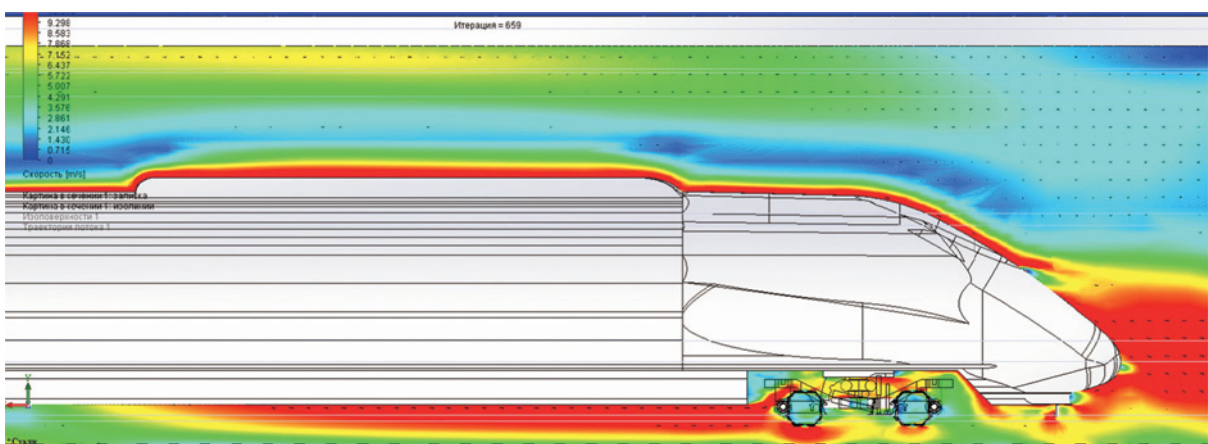 9.298
Итерация = 659
8.583
7.868
7.152
6.437
5.722
5.007
4.291
3.576
2.861
2.146
1.430
0.715
0
Скорость [m/s]
Картина в сечении 1: заливка
Картина в сечении 1: изолинии
Изоповерхности 1
Траектории потока 1